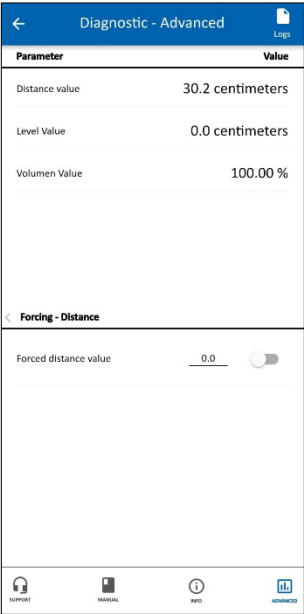 Diagnostic - Advanced
Logs
Parameter Value
Distance value 30.2 centimeters
Level Value 0.0 centimeters
Volumen Value 100.00 %
Forcing - Distance
Forced distance value 0.0
SUPPORT MANUAL INFO ADVANCED